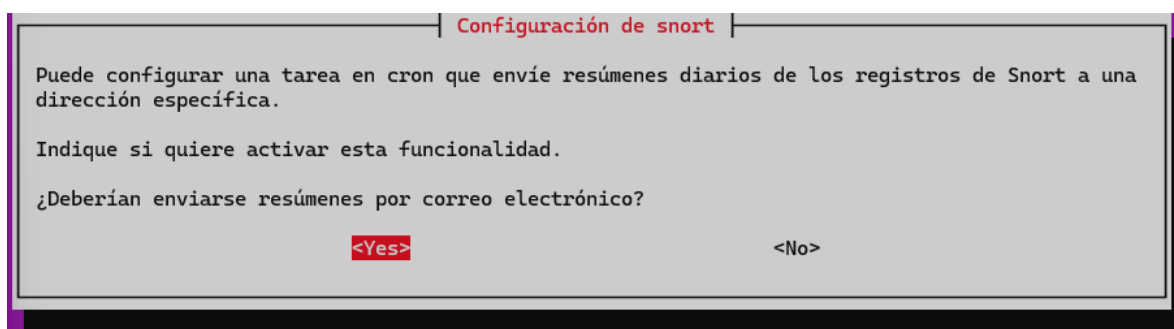 Configuración de snort
Puede configurar una tarea en cron que envíe resúmenes diarios de los registros de Snort a una
dirección específica.
Indique si quiere activar esta funcionalidad.
¿Deberían enviarse resúmenes por correo electrónico?
<Yes> <No>